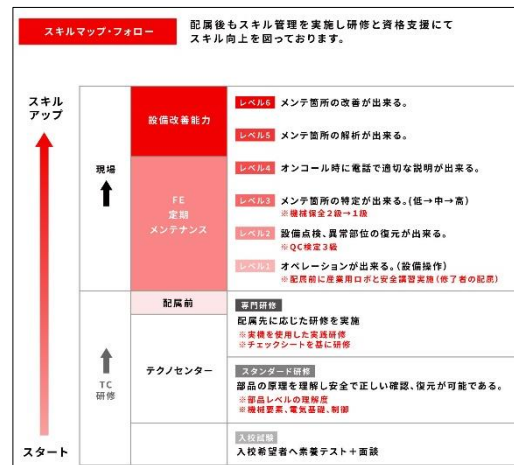 スキルマップ・フォロー
配属後もスキル管理を実施し研修と資格支援にて
スキル向上を図っております。
スキル
アップ
現場
設備改善能力
FE
定期
メンテナンス
レベル6 メンテ箇所の改善が出来る。
レベル5 メンテ箇所の解析が出来る。
レベル4 オンコール時に電話で適切な説明が出来る。
レベル3 メンテ箇所の特定が出来る。(低→中→高)
※機械保全2級→1級
レベル2 設備点検、異常部位の復元が出来る。
※QC検定3級
レベル1 オペレーションが出来る。(設備操作)
※配属前に産業用ロボと安全講習実施(修了者の配属)
配属前
専門研修
配属先に応じた研修を実施
※実機を使用した実践研修
※チェックシートを基に研修
TC
研修
テクノセンター
スタンダード研修
部品の原理を理解し安全で正しい確認、復元が可能である。
※部品レベルの理解度
※機械要素、電気基礎、制御
入校試験
入校希望者へ素養テスト+面談
スタート